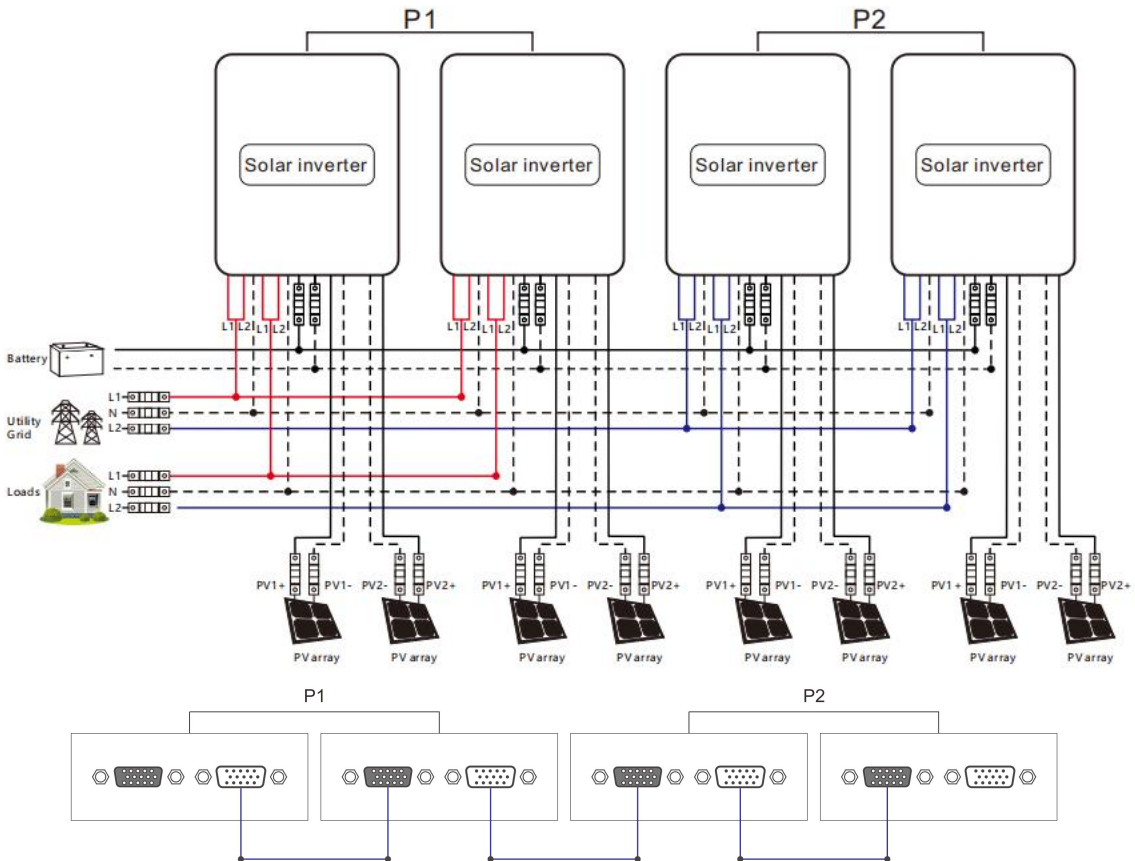 P1 P2
Solar inverter Solar inverter Solar inverter Solar inverter
L1 L2 L1 L2 L1 L2 L1 L2 L1 L2 L1 L2 L1 L2 L1 L2
Battery
L1
Utility N
Grid L2
L1
Loads N
L2
PV1+ PV1- PV2- PV2+ PV1+ PV1- PV2- PV2+ PV1+ PV1- PV2- PV2+ PV1+ PV1- PV2- PV2+
PV array PV array PV array PV array PV array PV array PV array PV array
P1 P2